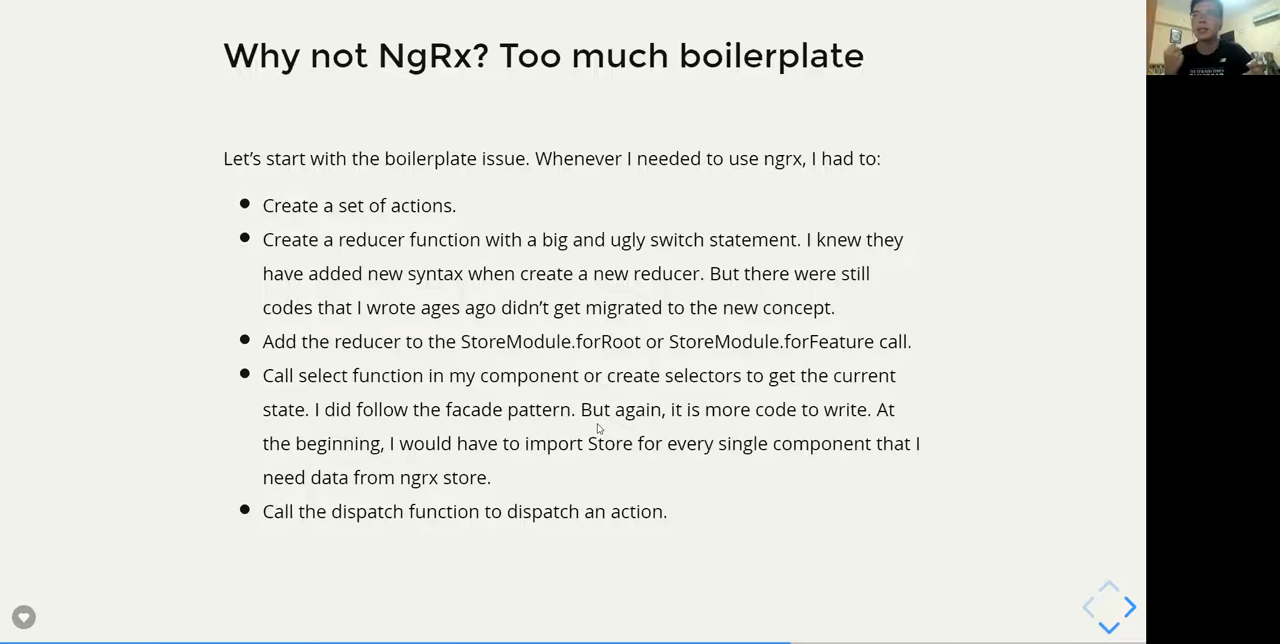 Why not NgRx? Too much boilerplate
Let's start with the boilerplate issue. Whenever I needed to use ngrx, I had to:
Create a set of actions.
Create a reducer function with a big and ugly switch statement. I knew they
have added new syntax when create a new reducer. But there were still
codes that I wrote ages ago didn't get migrated to the new concept.
Add the reducer to the StoreModule.forRoot or StoreModule.forFeature call.
Call select function in my component or create selectors to get the current
state. I did follow the facade pattern. But again, it is more code to write. At
the beginning, I would have to import Store for every single component that I
need data from ngrx store.
Call the dispatch function to dispatch an action.